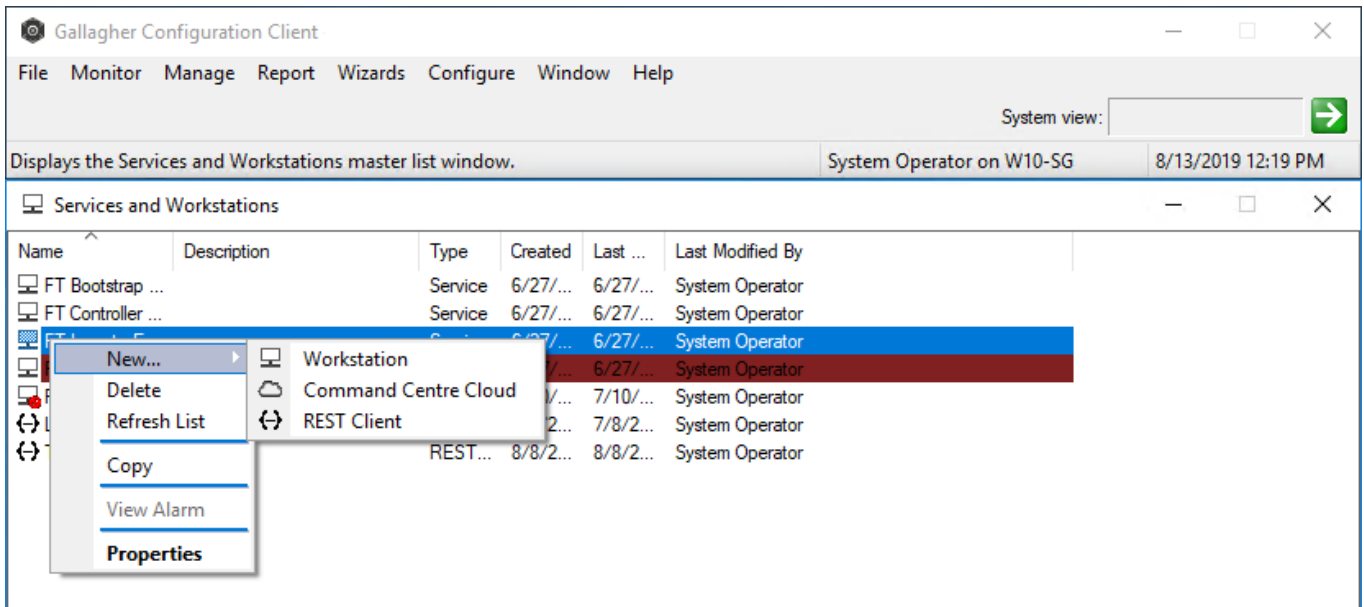 Gallagher Configuration Client
File Monitor Manage Report Wizards Configure Window Help
System view:
Displays the Services and Workstations master list window. System Operator on W10-SG 8/13/2019 12:19 PM
Services and Workstations
Name Description Type Created Last ... Last Modified By
FT Bootstrap ... Service 6/27/... 6/27/... System Operator
FT Controller ... Service 6/27/... 6/27/... System Operator
6/27/... System Operator
6/27/... System Operator
7/10/... System Operator
7/8/2... System Operator
REST... 8/8/2... 8/8/2... System Operator
New...
Delete
Refresh List
Copy
View Alarm
Properties
Workstation
Command Centre Cloud
REST Client